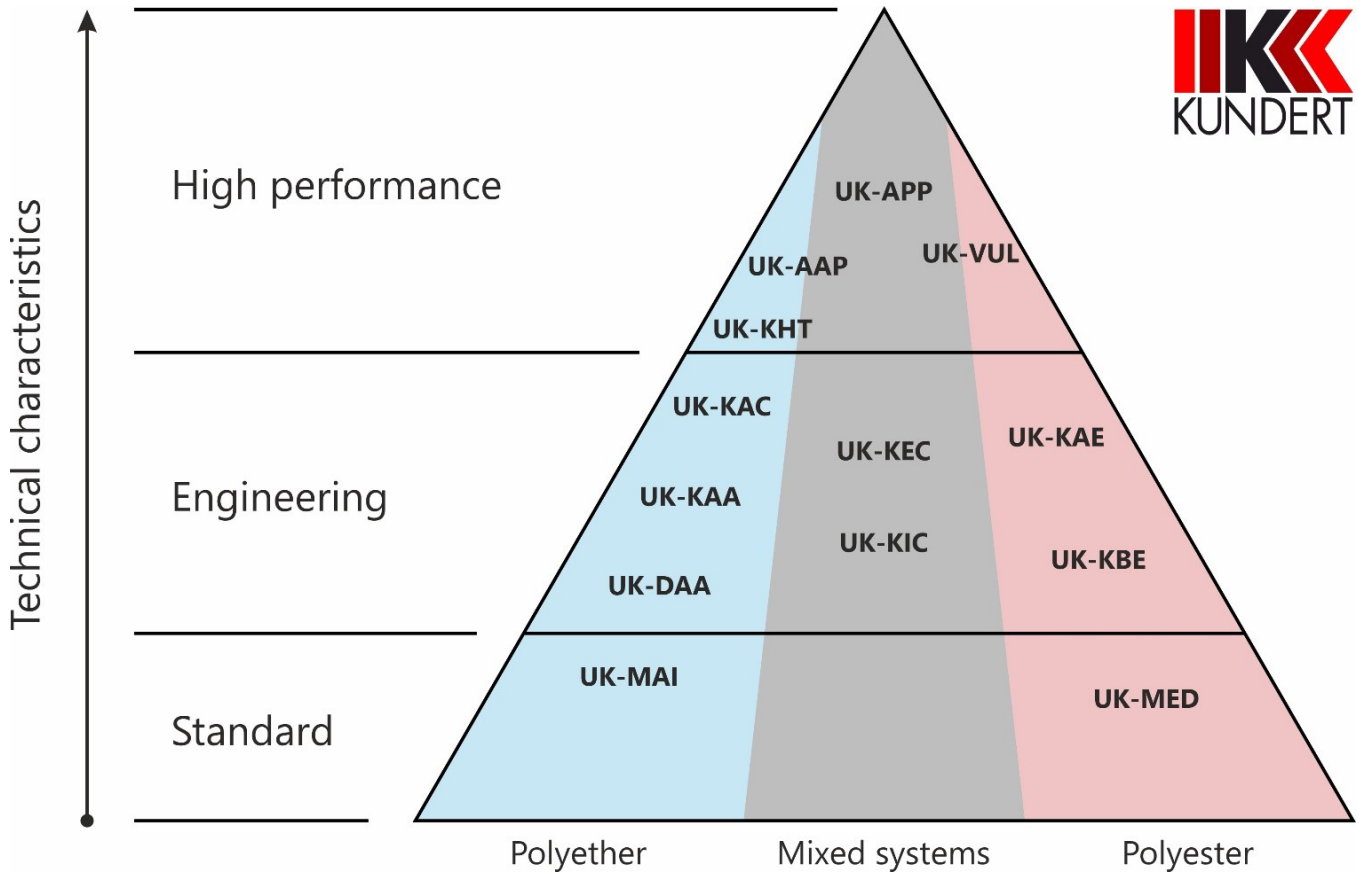 KUNDERT
Technical characteristics
High performance
UK-APP
UK-VUL
UK-AAP
UK-KHT
Engineering
UK-KAC
UK-KAE
UK-KEC
UK-KAA
UK-KIC
UK-KBE
UK-DAA
Standard
UK-MAI
UK-MED
Polyether
Mixed systems
Polyester